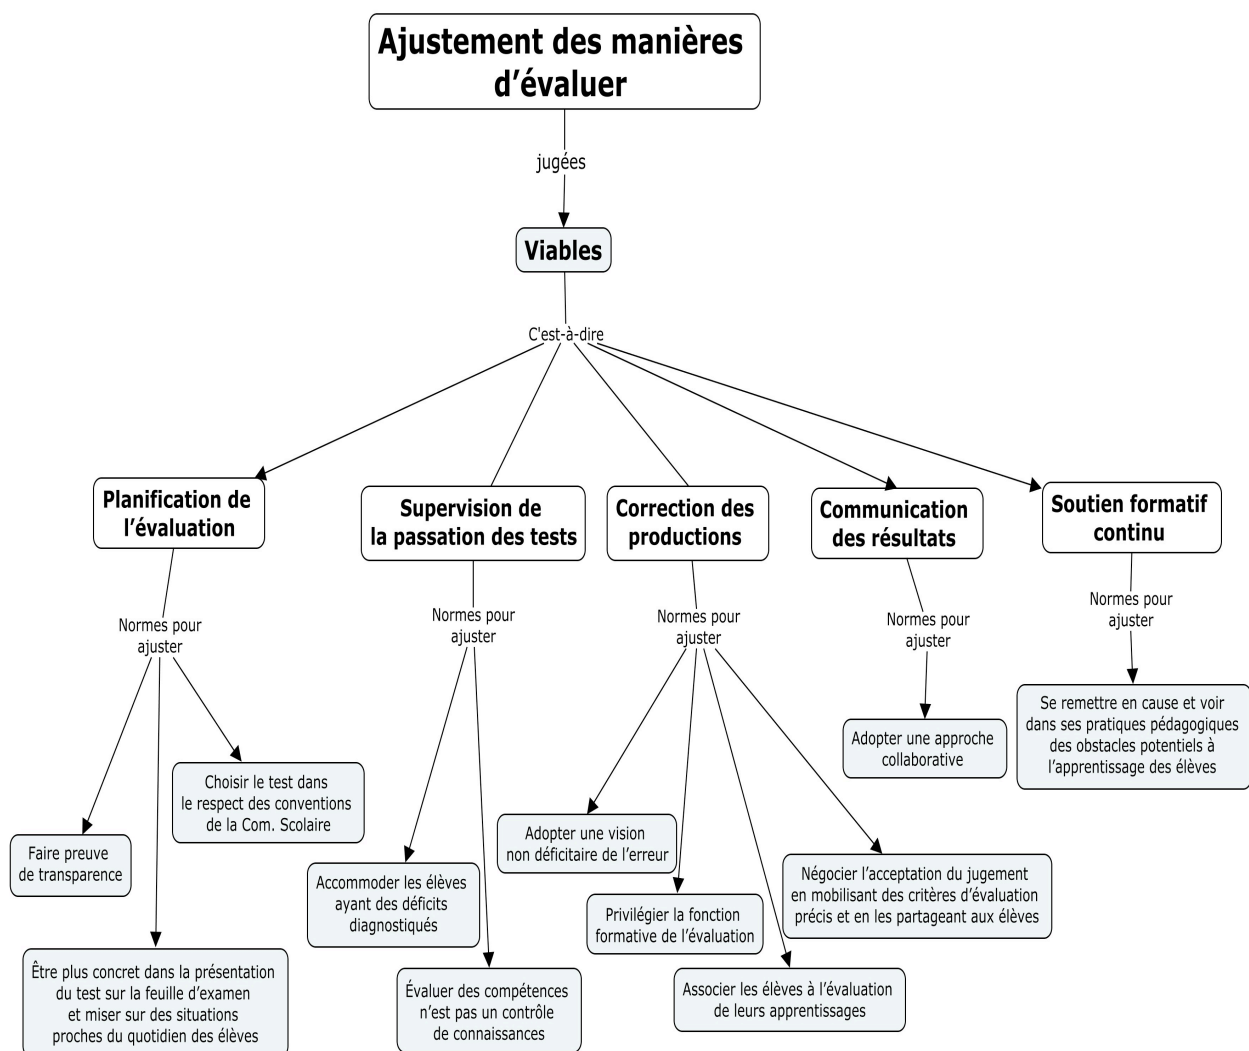 Ajustement des manières
d’évaluer
jugées
Viables
C'est-à-dire
Planification de
l’évaluation
Supervision de
la passation des tests
Correction des
productions
Communication
des résultats
Soutien formatif
continu
Normes pour
ajuster
Normes pour
ajuster
Normes pour
ajuster
Normes pour
ajuster
Normes pour
ajuster
Faire preuve
de transparence
Être plus concret dans la présentation
du test sur la feuille d’examen
et miser sur des situations
proches du quotidien des élèves
Choisir le test dans
le respect des conventions
de la Com. Scolaire
Accommoder les élèves
ayant des déficits
diagnostiqués
Évaluer des compétences
n’est pas un contrôle
de connaissances
Adopter une vision
non déficitaire de l’erreur
Privilégier la fonction
formative de l’évaluation
Associer les élèves à l’évaluation
de leurs apprentissages
Négocier l’acceptation du jugement
en mobilisant des critères d’évaluation
précis et en les partageant aux élèves
Adopter une approche
collaborative
Se remettre en cause et voir
dans ses pratiques pédagogiques
des obstacles potentiels à
l’apprentissage des élèves